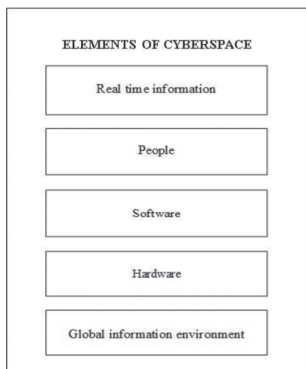 ELEMENTS OF CYBERSPACE
Real time information
People
Software
Hardware
Global information environment